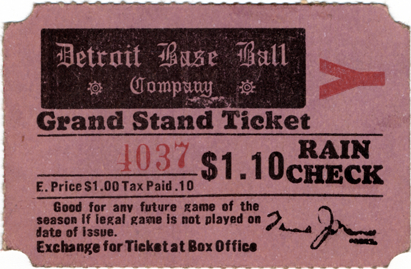 Detroit Base Ball
Company
Y
Grand Stand Ticket
4037
$1.10
RAIN
CHECK
E. Price $1.00 Tax Paid .10
Good for any future game of the
season if legal game is not played on
date of issue.
Exchange for Ticket at Box Office